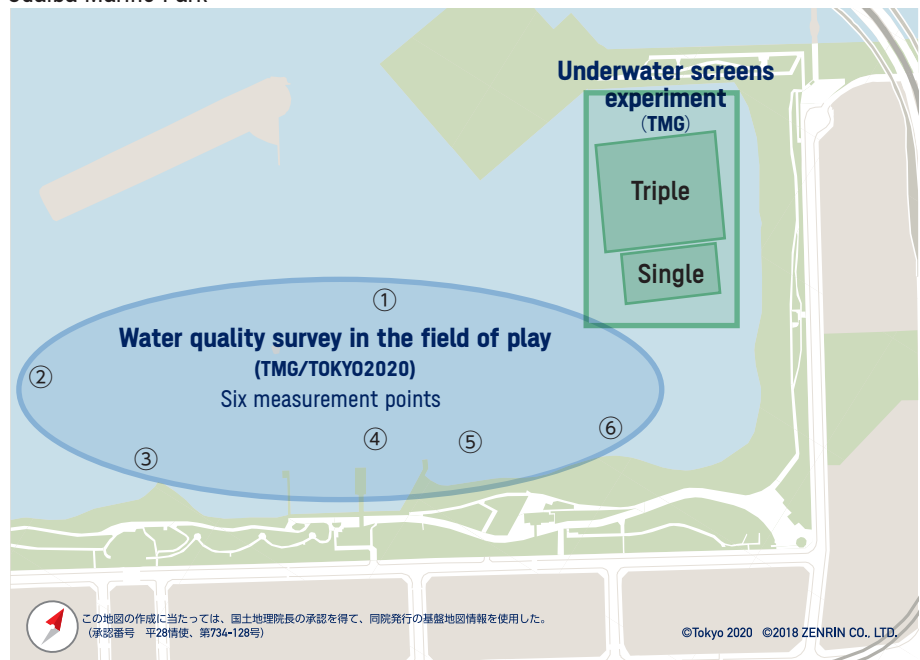 Odaiba Marine Park
Underwater screens
experiment
(TMG)
Triple
Single
①
Water quality survey in the field of play
(TMG/TOKYO2020)
Six measurement points
②
③
④
⑤
⑥
この地図の作成に当たっては、国土地理院長の承認を得て、同院発行の基盤地図情報を使用した。
(承認番号 平28情使、第734-128号)
©Tokyo 2020 ©2018 ZENRIN CO., LTD.